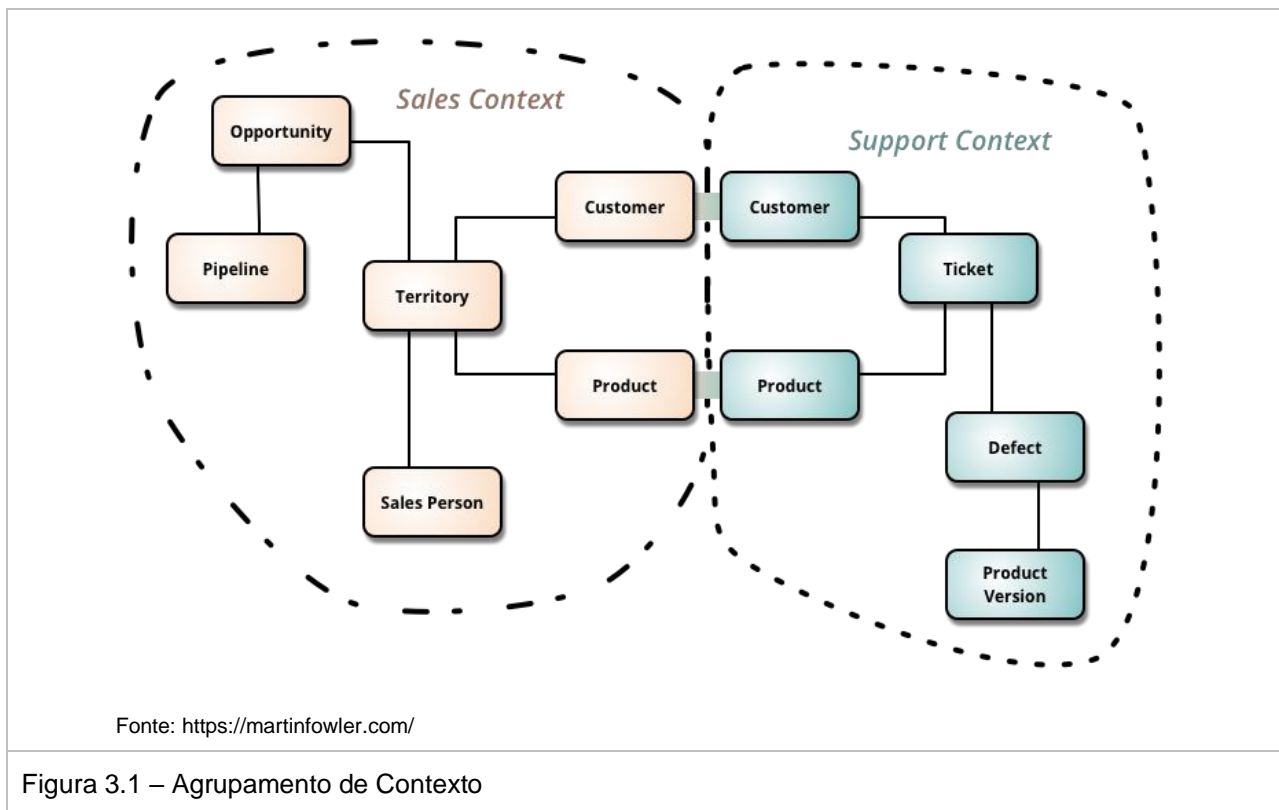 Sales Context
Support Context
Opportunity
Pipeline
Territory
Customer
Product
Sales Person
Customer
Product
Ticket
Defect
Product
Version
Fonte: https://martinfowler.com/
Figura 3.1 – Agrupamento de Contexto